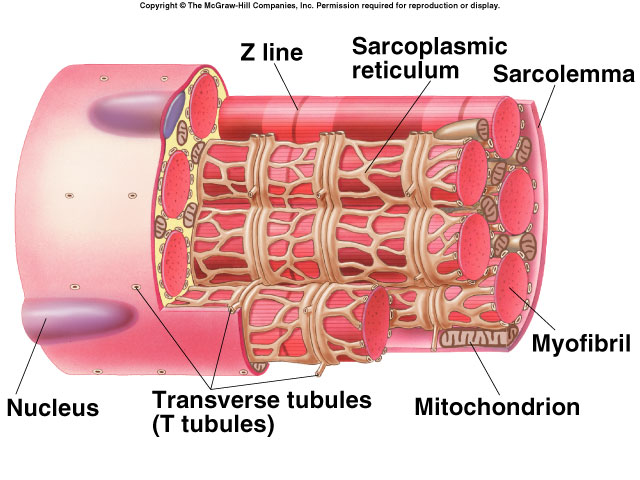 Copyright © The McGraw-Hill Companies, Inc. Permission required for reproduction or display.
Z line
Sarcoplasmic
reticulum
Sarcolemma
Myofibril
Nucleus
Transverse tubules
(T tubules)
Mitochondrion